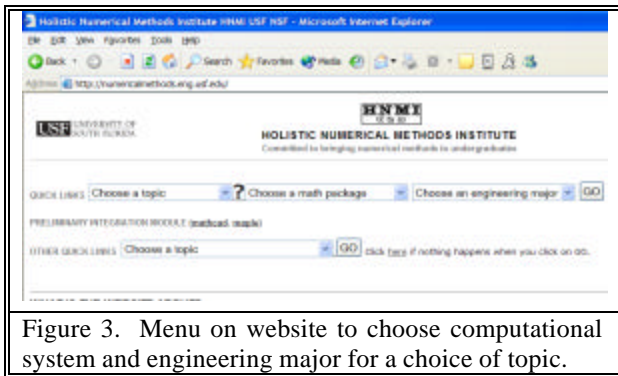 Holistic Numerical Methods Institute HNMI USF NSF - Microsoft Internet Explorer
File Edit View Favorites Tools Help
Back Search Favorites Media
Address http://numericalmethods.eng.usf.edu/
HNMI
USF UNIVERSITY OF
SOUTH FLORIDA
HOLISTIC NUMERICAL METHODS INSTITUTE
Committed to bringing numerical methods to undergraduates
QUICK LINKS Choose a topic ? Choose a math package Choose an engineering major GO
PRELIMINARY INTEGRATION MODULE (mathcad, maple)
OTHER QUICK LINKS Choose a topic GO Click here if nothing happens when you click on GO.
Figure 3. Menu on website to choose computational
system and engineering major for a choice of topic.